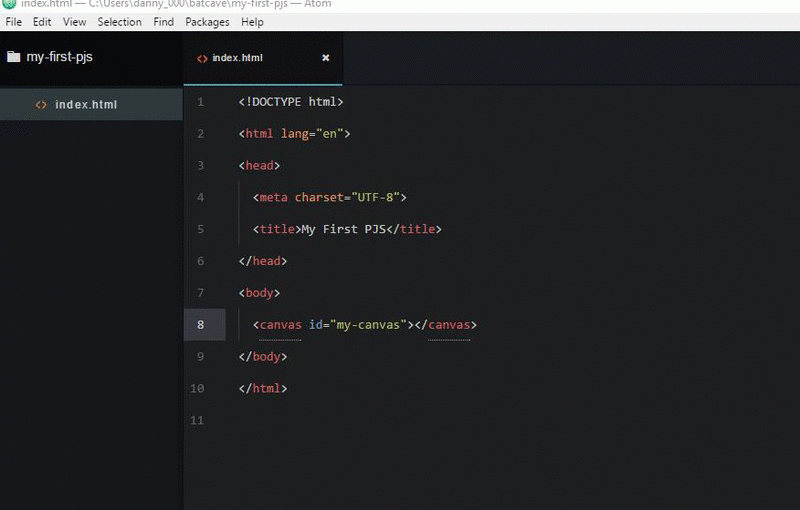 index.html — C:\Users\danny_000\batcave\my-first-pjs — Atom
File Edit View Selection Find Packages Help
my-first-pjs
index.html
index.html
1 <!DOCTYPE html>
2 <html lang="en">
3 <head>
4 <meta charset="UTF-8">
5 <title>My First PJS</title>
6 </head>
7 <body>
8 <canvas id="my-canvas"></canvas>
9 </body>
10 </html>
11